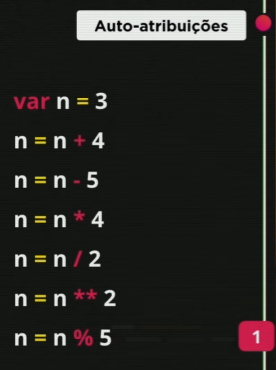 Auto-atribuições
var n = 3
n = n + 4
n = n - 5
n = n * 4
n = n / 2
n = n ** 2
n = n % 5
1